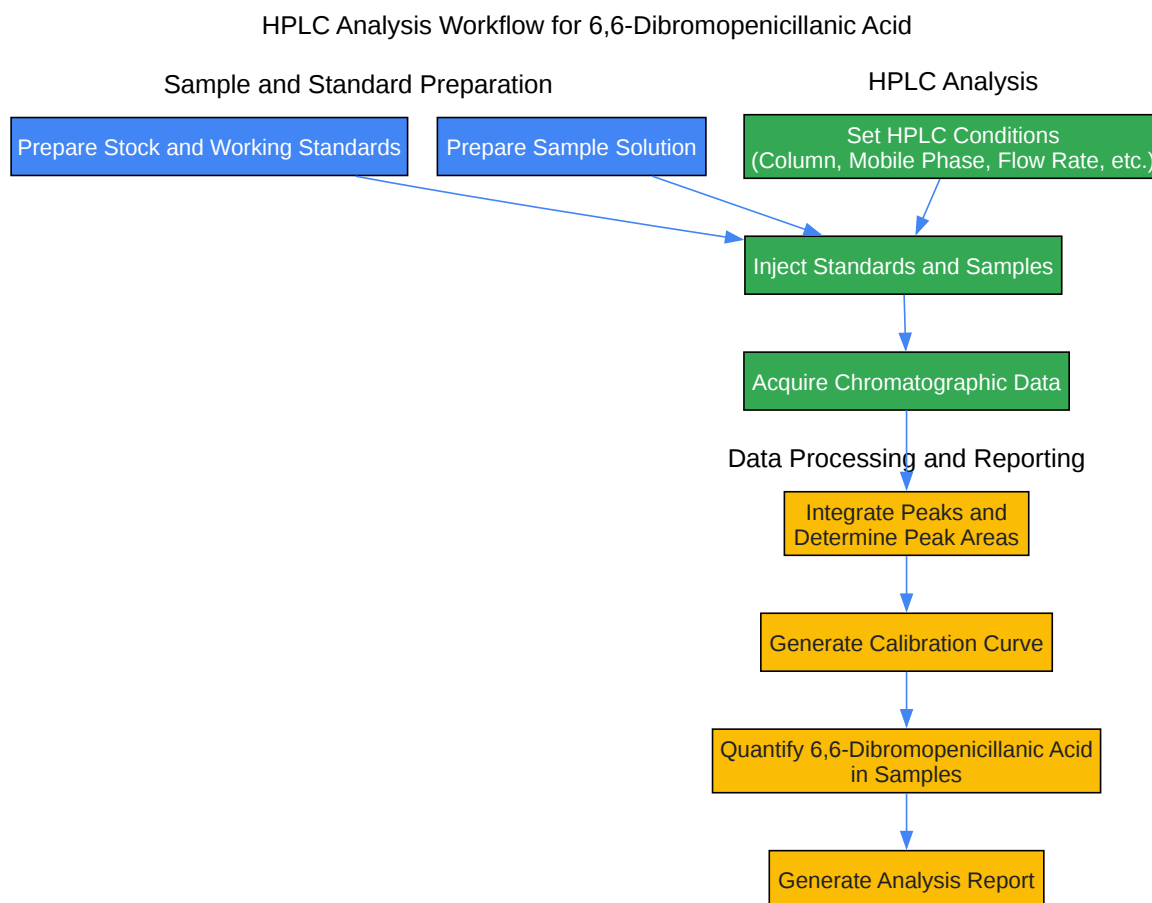 HPLC Analysis Workflow for 6,6-Dibromopenicillanic Acid
Sample and Standard Preparation
HPLC Analysis
Prepare Stock and Working Standards
Prepare Sample Solution
Set HPLC Conditions
(Column, Mobile Phase, Flow Rate, etc.)
Inject Standards and Samples
Acquire Chromatographic Data
Data Processing and Reporting
Integrate Peaks and
Determine Peak Areas
Generate Calibration Curve
Quantify 6,6-Dibromopenicillanic Acid
in Samples
Generate Analysis Report